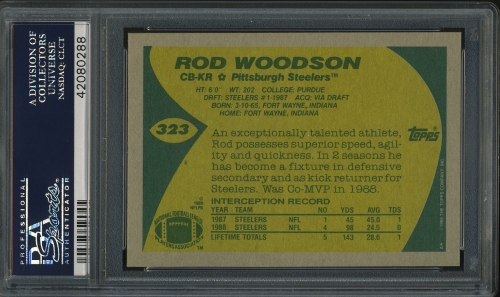 A DIVISION OF
COLLECTORS
UNIVERSE
NASDAQ: CLCT
42080288
PROFESSIONAL
PSA
Sports
AUTHENTICATOR
ROD WOODSON
CB-KR ☆ Pittsburgh Steelers™
HT: 6'0" WT: 202 COLLEGE: PURDUE
DRFT: STEELERS #1-1987 ACQ: VIA DRAFT
BORN: 3-10-65, FORT WAYNE, INDIANA
HOME: FORT WAYNE, INDIANA
323
Topps
An exceptionally talented athlete,
Rod possesses superior speed, agil-
ity and quickness. In 2 seasons he
has become a fixture in defensive
secondary and as kick returner for
Steelers. Was Co-MVP in 1988.
INTERCEPTION RECORD
YEAR TEAM NO YDS AVG TDS
1987 STEELERS NFL 1 45 45.0 1
1988 STEELERS NFL 4 98 24.5 0
LIFETIME TOTALS 5 143 28.6 1